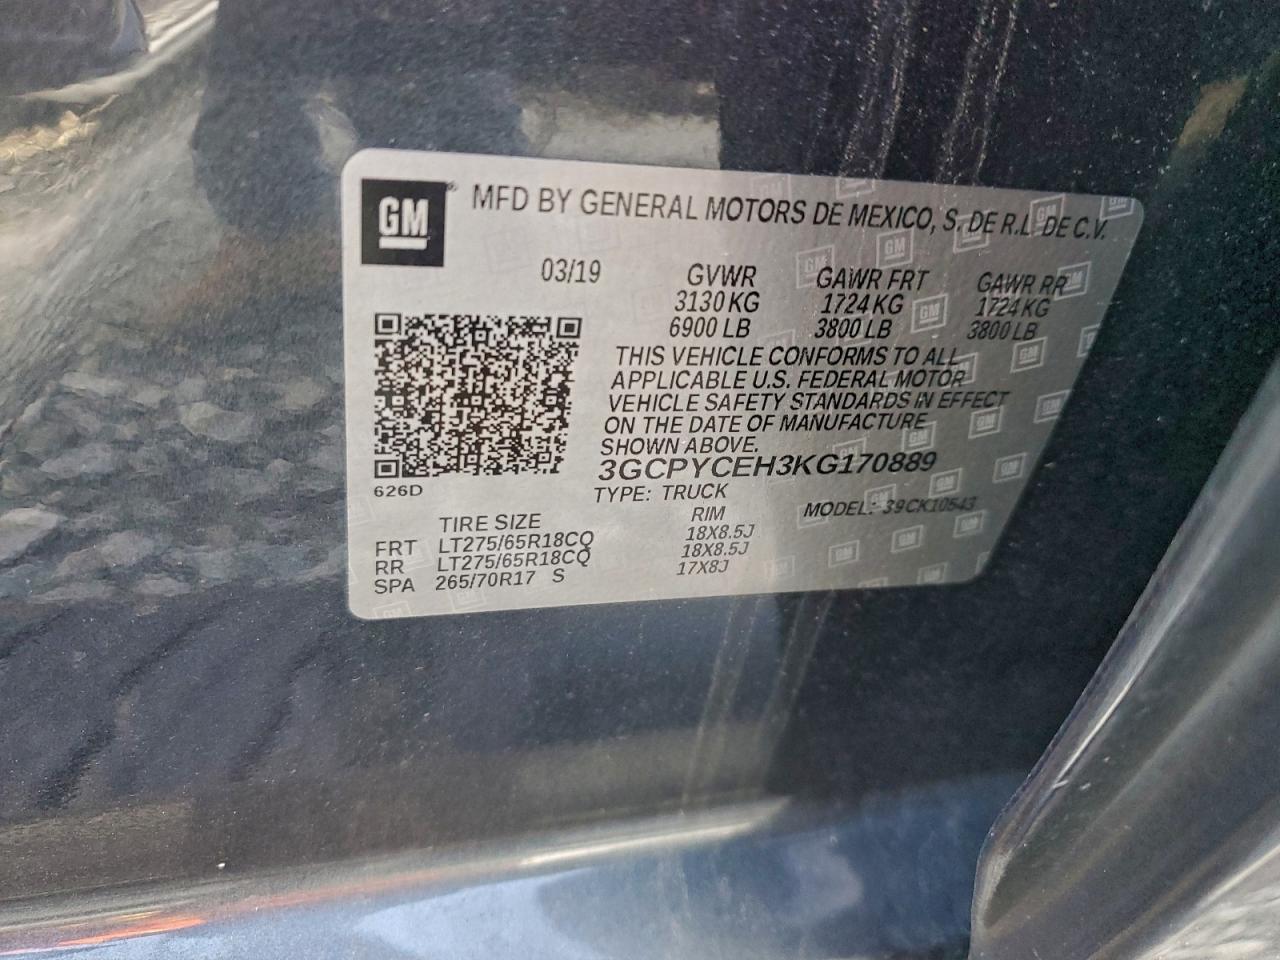 GM® MFD BY GENERAL MOTORS DE MEXICO, S. DE R.L. DE C.V.
03/19 GVWR GAWR FRT GAWR RR
3130 KG 1724 KG 1724 KG
6900 LB 3800 LB 3800 LB
THIS VEHICLE CONFORMS TO ALL
APPLICABLE U.S. FEDERAL MOTOR
VEHICLE SAFETY STANDARDS IN EFFECT
ON THE DATE OF MANUFACTURE
SHOWN ABOVE.
3GCPYCEH3KG170889
626D
TYPE: TRUCK MODEL: 39CK10543
TIRE SIZE RIM
FRT LT275/65R18CQ 18X8.5J
RR LT275/65R18CQ 18X8.5J
SPA 265/70R17 S 17X8J